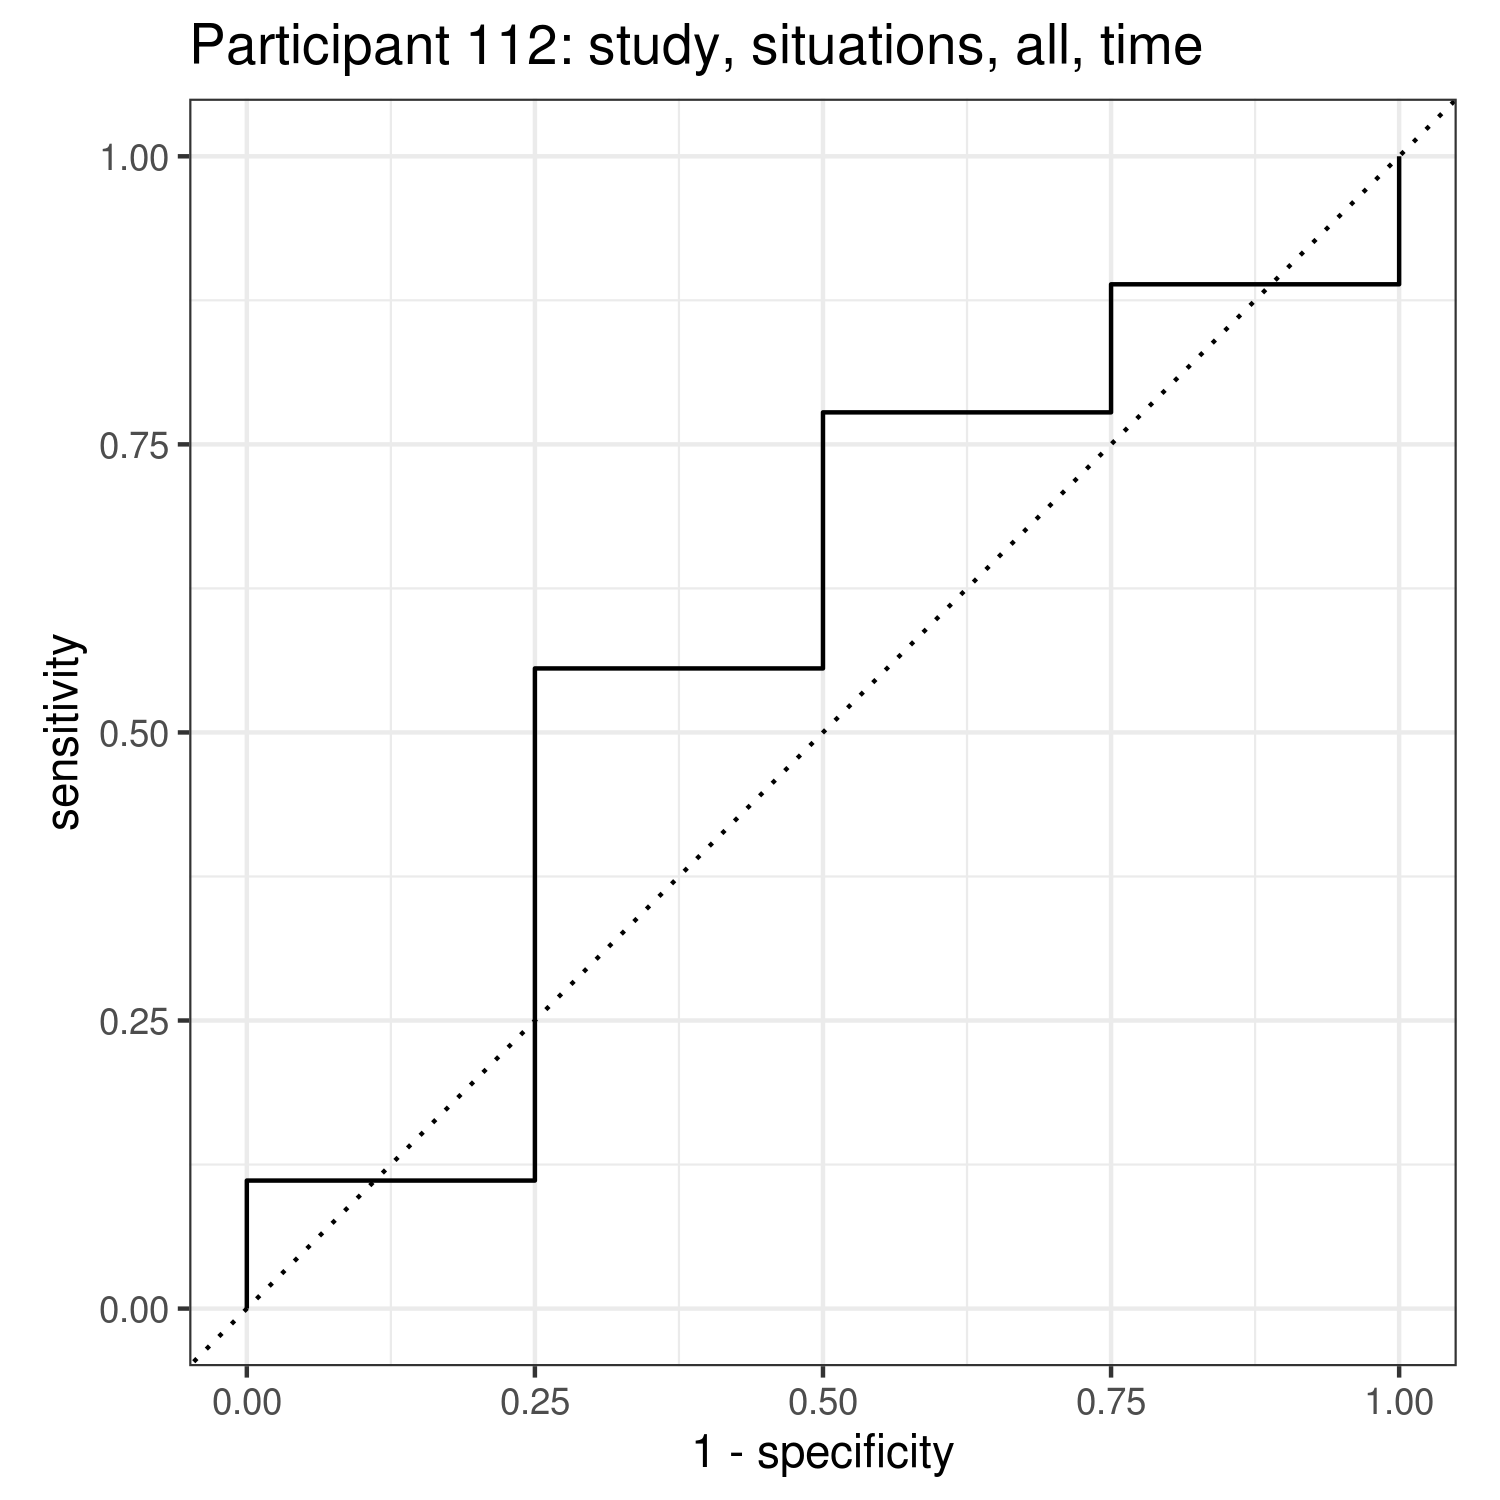 Participant 112: study, situations, all, time
1.00
0.75
0.50
0.25
0.00
sensitivity
0.00 0.25 0.50 0.75 1.00
1 - specificity